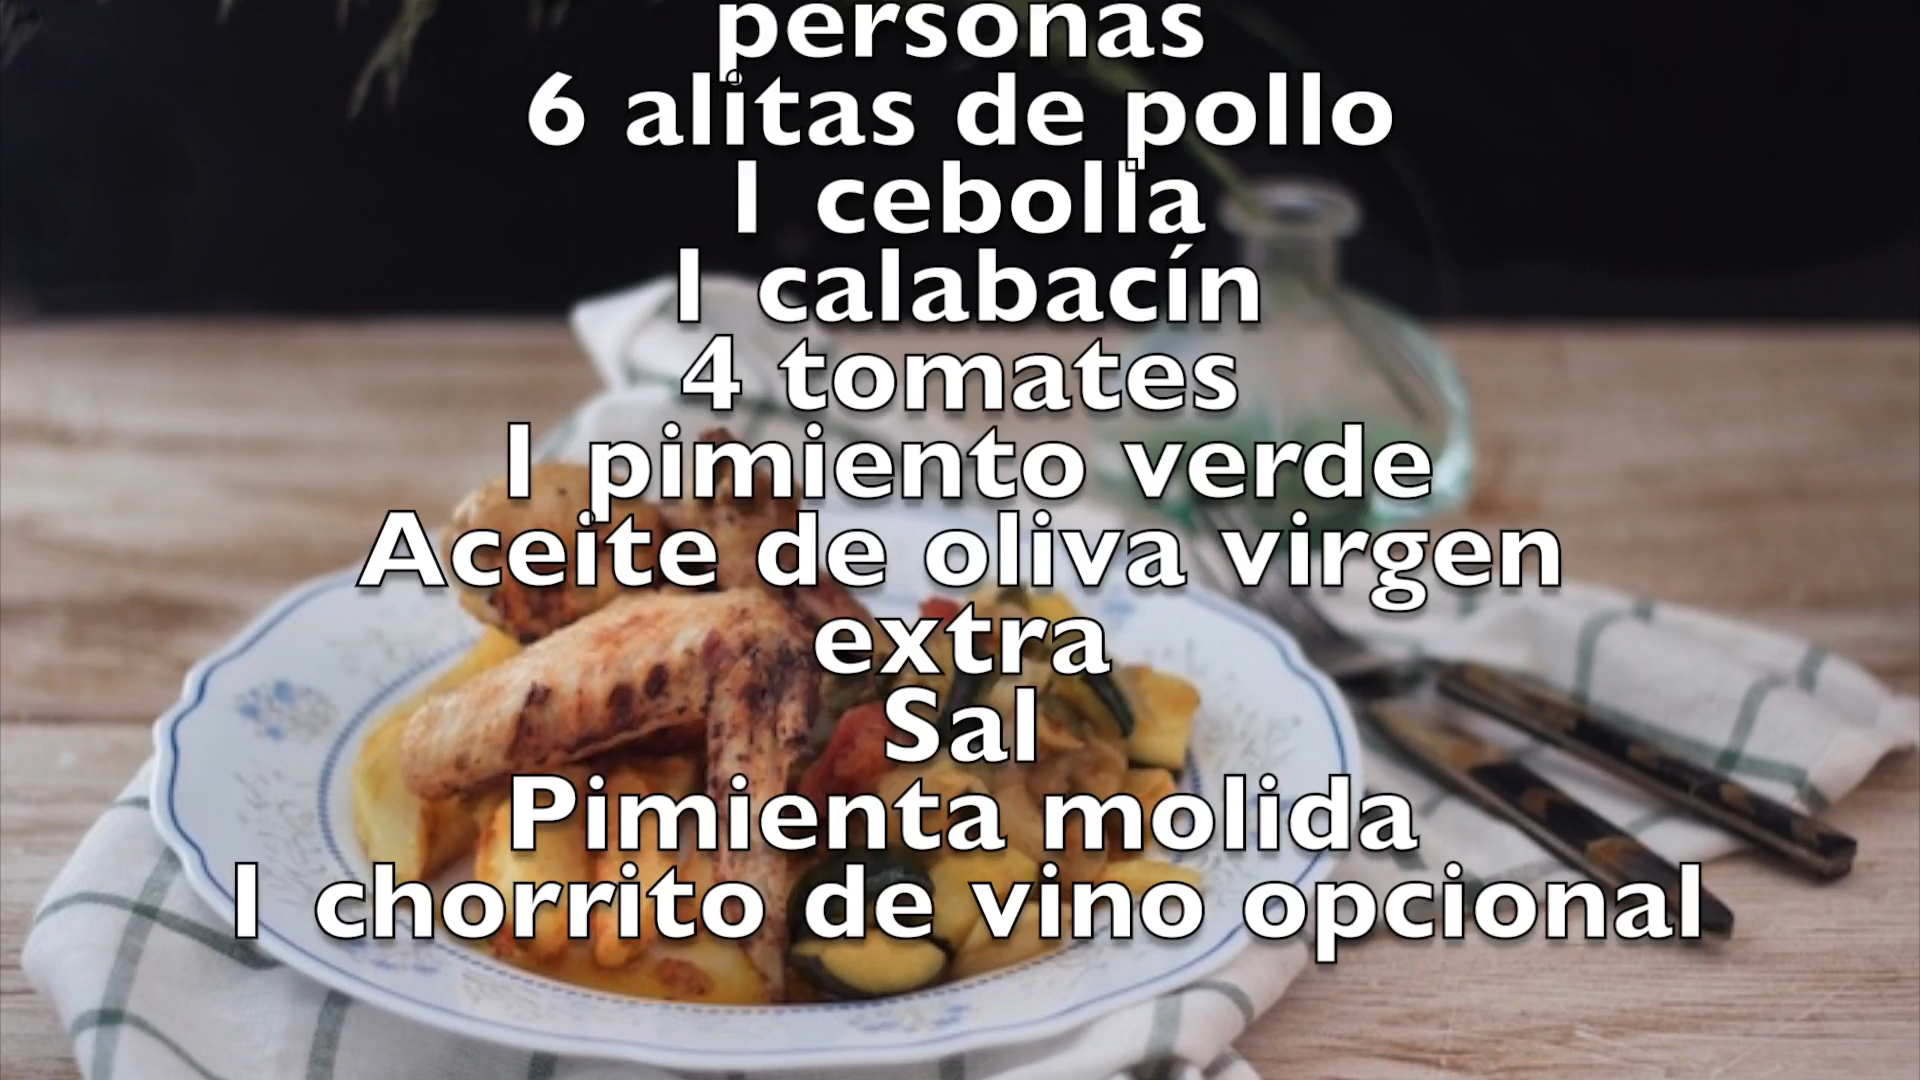 personas
6 alitas de pollo
1 cebolla
1 calabacín
4 tomates
1 pimiento verde
Aceite de oliva virgen
extra
Sal
Pimienta molida
1 chorrito de vino opcional